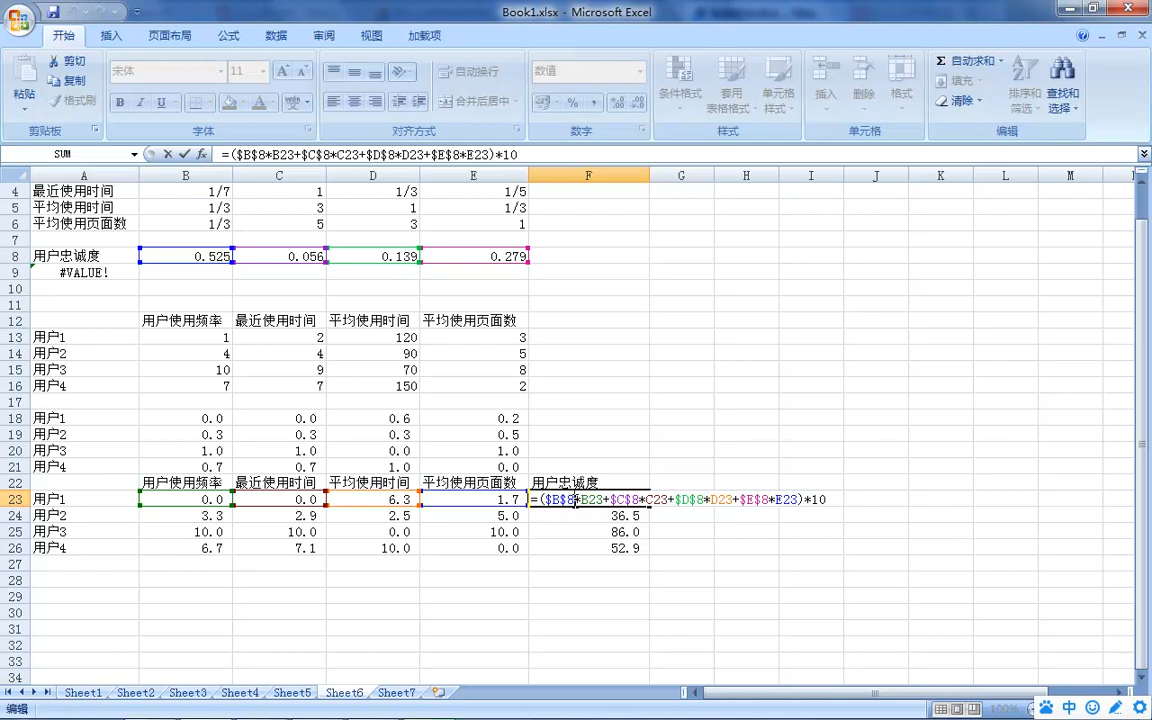 Book1.xlsx - Microsoft Excel
开始 插入 页面布局 公式 数据 审阅 视图 加载项
粘贴 剪切 复制 格式刷 宋体 11 自动换行 合并后居中 数值 条件格式 套用表格格式 单元格样式 插入 删除 格式 自动求和 填充 清除 排序和筛选 查找和选择
剪贴板 字体 对齐方式 数字 样式 单元格 编辑
SUM =($B$8*B23+$C$8*C23+$D$8*D23+$E$8*E23)*10
A B C D E F G H I J K L M
4 最近使用时间 1/7 1 1/3 1/5
5 平均使用时间 1/3 3 1 1/3
6 平均使用页面数 1/3 5 3 1
7
8 用户忠诚度 0.525 0.056 0.139 0.279
9 #VALUE!
10
11
12 用户使用频率 最近使用时间 平均使用时间 平均使用页面数
13 用户1 1 2 120 3
14 用户2 4 4 90 5
15 用户3 10 9 70 8
16 用户4 7 7 150 2
17
18 用户1 0.0 0.0 0.6 0.2
19 用户2 0.3 0.3 0.3 0.5
20 用户3 1.0 1.0 0.0 1.0
21 用户4 0.7 0.7 1.0 0.0
22 用户使用频率 最近使用时间 平均使用时间 平均使用页面数 用户忠诚度
23 用户1 0.0 0.0 6.3 1.7 =($B$8*B23+$C$8*C23+$D$8*D23+$E$8*E23)*10
24 用户2 3.3 2.9 2.5 5.0 36.5
25 用户3 10.0 10.0 0.0 10.0 86.0
26 用户4 6.7 7.1 10.0 0.0 52.9
27
28
29
30
31
32
33
34
Sheet1 Sheet2 Sheet3 Sheet4 Sheet5 Sheet6 Sheet7
编辑 100% 中